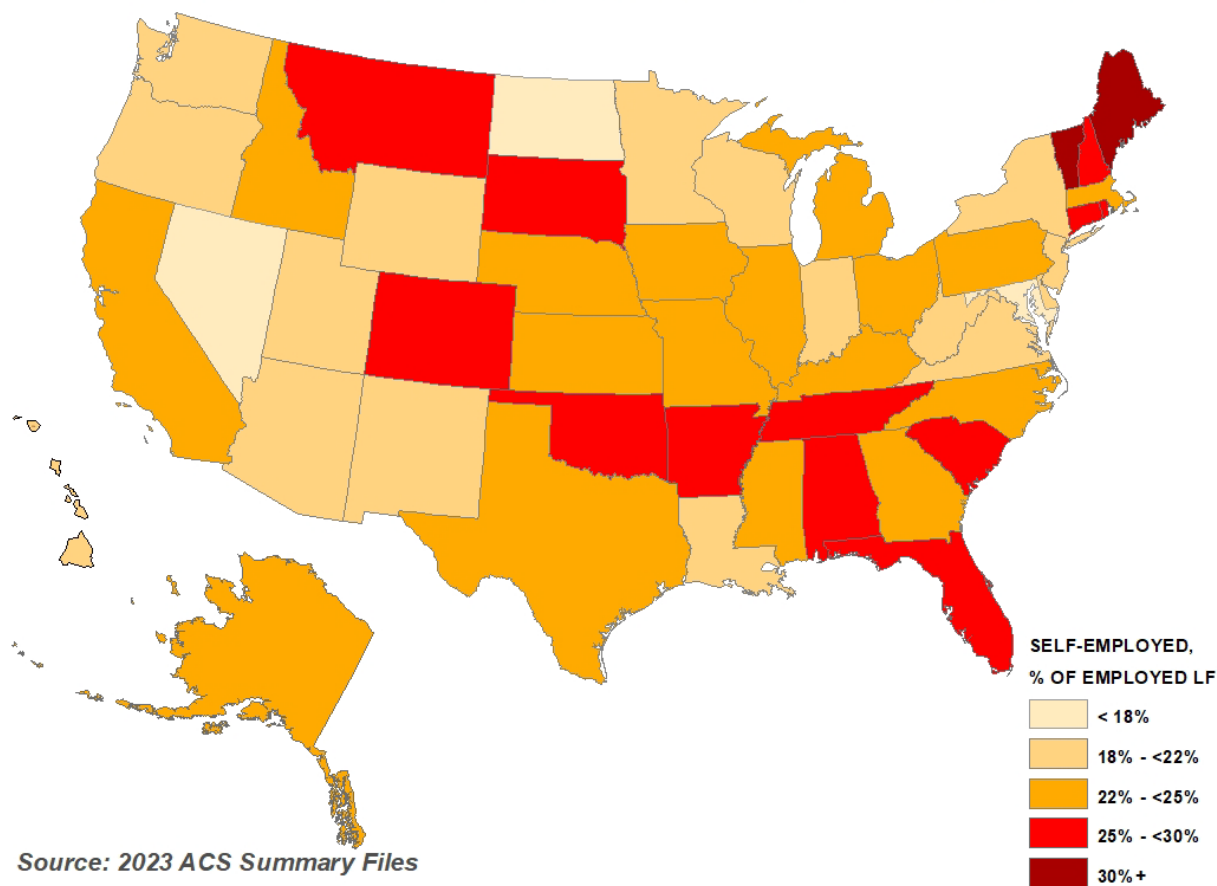 SELF-EMPLOYED,
% OF EMPLOYED LF
< 18%
18% - <22%
22% - <25%
25% - <30%
30%+
Source: 2023 ACS Summary Files